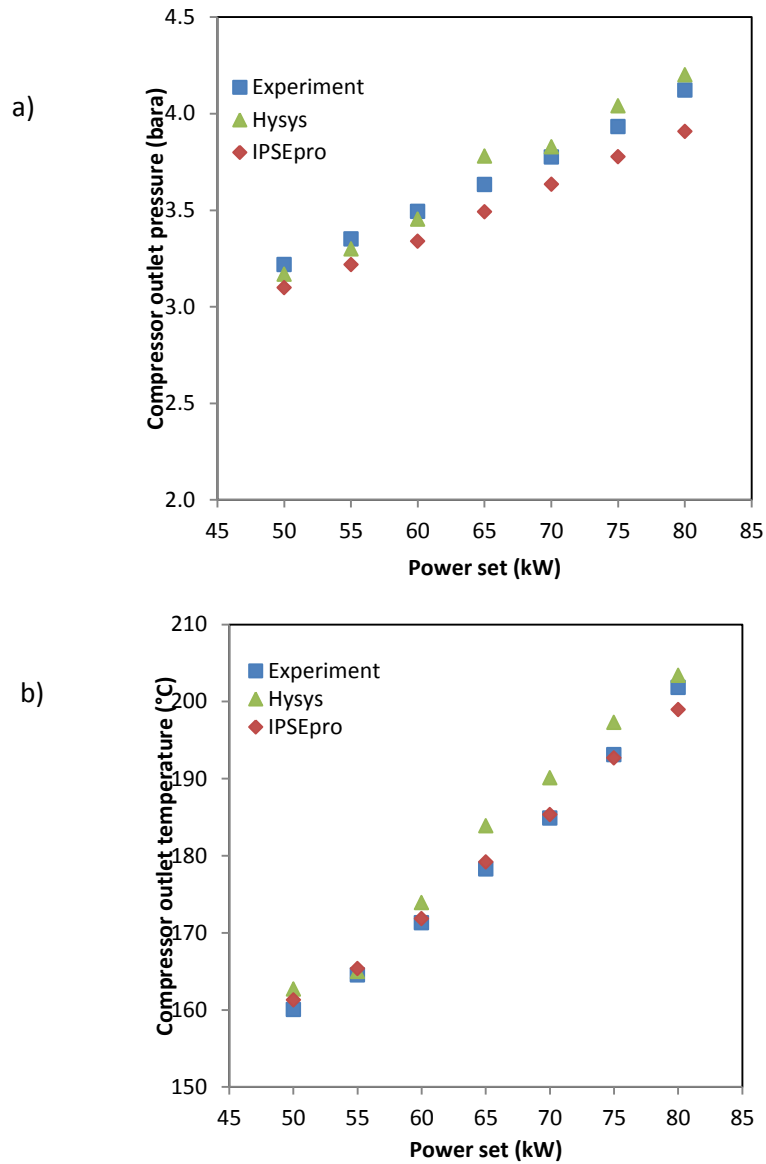 a)
Compressor outlet pressure (bara)
4.5
4.0
3.5
3.0
2.5
2.0
Experiment
Hysys
IPSEpro
45 50 55 60 65 70 75 80 85
Power set (kW)
b)
Compressor outlet temperature (°C)
210
200
190
180
170
160
150
Experiment
Hysys
IPSEpro
45 50 55 60 65 70 75 80 85
Power set (kW)